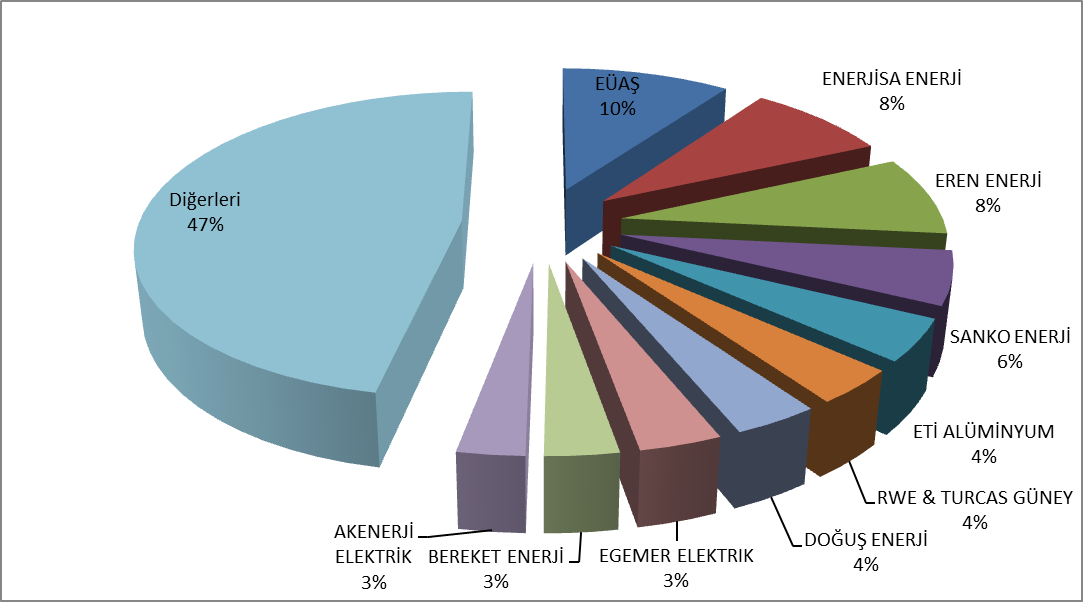 EÜAŞ
10%
ENERJİSA ENERJİ
8%
EREN ENERJİ
8%
SANKO ENERJİ
6%
ETİ ALÜMİNYUM
4%
RWE & TURCAS GÜNEY
4%
DOĞUŞ ENERJİ
4%
EGEMER ELEKTRIK
3%
BEREKET ENERJİ
3%
AKENERJİ
ELEKTRİK
3%
Diğerleri
47%